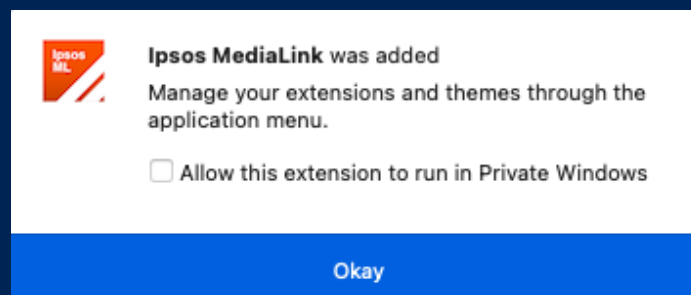 Ipsos
ML
Ipsos MediaLink was added
Manage your extensions and themes through the
application menu.
Allow this extension to run in Private Windows
Okay